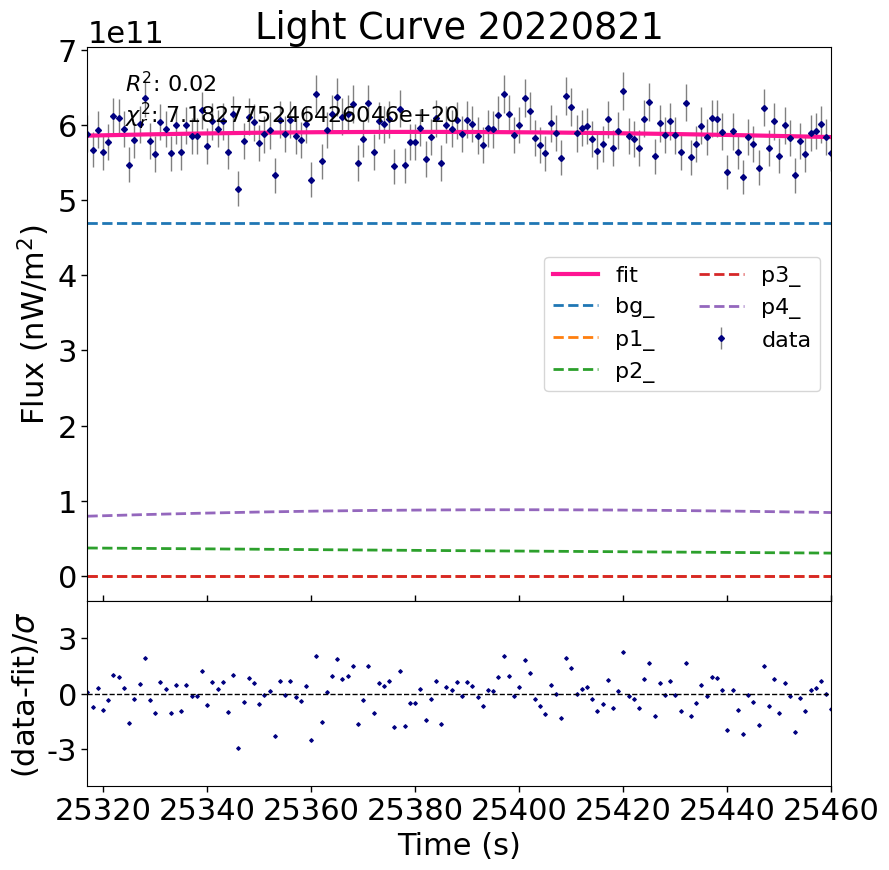 Light Curve 20220821
1e11
R²: 0.02
χ²: 7.182775246426046e+20
7
6
5
4
3
2
1
0
Flux (nW/m²)
fit
bg_
p1_
p2_
p3_
p4_
data
3
0
-3
(data-fit)/σ
25320 25340 25360 25380 25400 25420 25440 25460
Time (s)